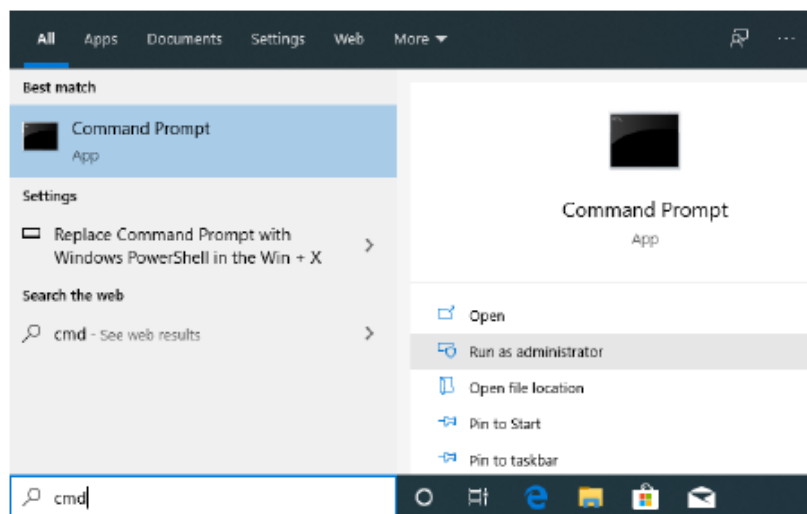 All Apps Documents Settings Web More
Best match
Command Prompt
App
Settings
Replace Command Prompt with
Windows PowerShell in the Win + X
Search the web
cmd - See web results
Command Prompt
App
Open
Run as administrator
Open file location
Pin to Start
Pin to taskbar
cmd